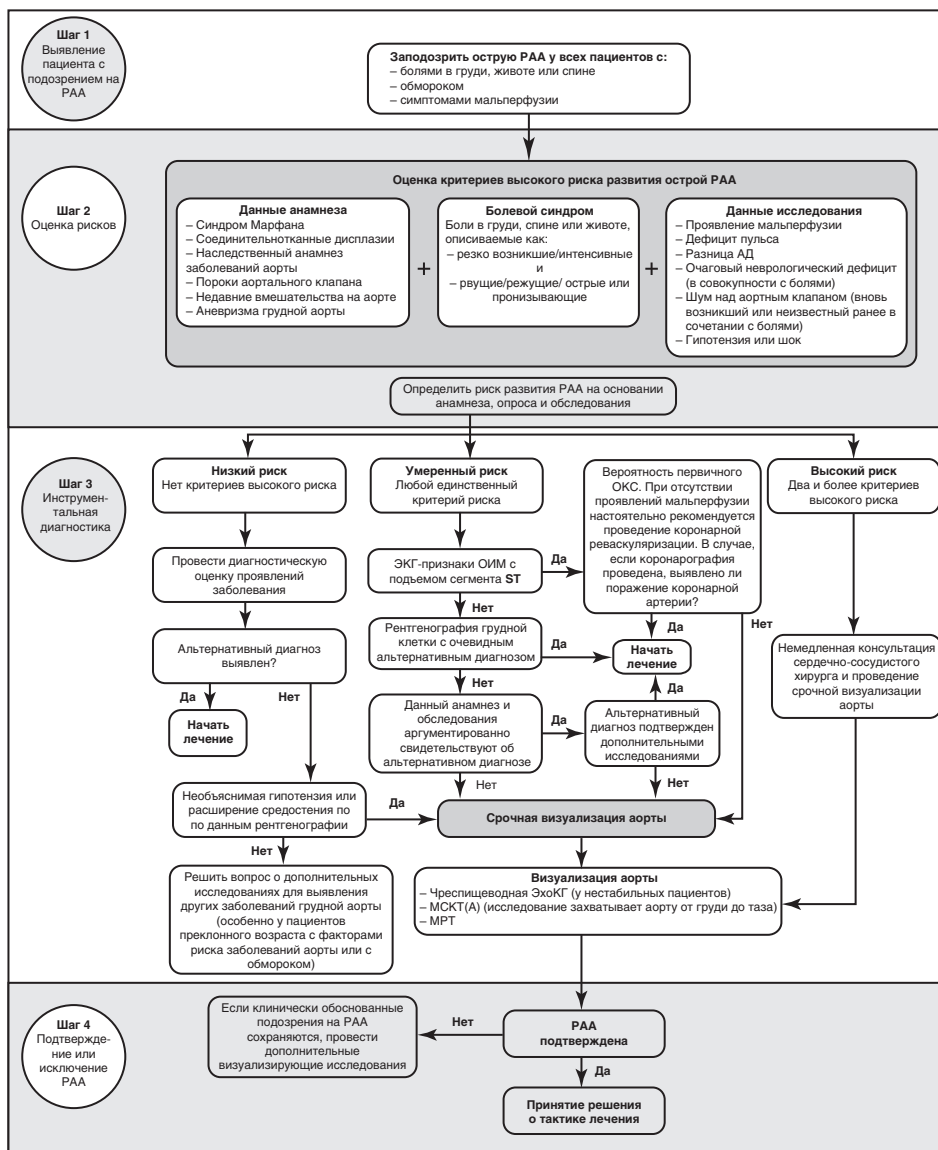 Шаг 1
Выявление
пациента с
подозрением на
РАА
Заподозрить острую РАА у всех пациентов с:
– болями в груди, животе или спине
– обмороком
– симптомами мальперфузии
Шаг 2
Оценка рисков
Оценка критериев высокого риска развития острой РАА
Данные анамнеза
– Синдром Марфана
– Соединительнотканные дисплазии
– Наследственный анамнез
заболеваний аорты
– Пороки аортального клапана
– Недавние вмешательства на аорте
– Аневризма грудной аорты
+
Болевой синдром
Боли в груди, спине или животе,
описиваемые как:
– резко возникшие/интенсивные
и
– рвущие/режущие/ острые или
пронизывающие
+
Данные исследования
– Проявление мальперфузии
– Дефицит пульса
– Разница АД
– Очаговый неврологический дефицит
(в совокупности с болями)
– Шум над аортным клапаном (вновь
возникший или неизвестный ранее в
сочетании с болями)
– Гипотензия или шок
Определить риск развития РАА на основании
анамнеза, опроса и обследования
Шаг 3
Инструмен-
тальная
диагностика
Низкий риск
Нет критериев высокого риска
Провести диагностическую
оценку проявлений
заболевания
Альтернативный диагноз
выявлен?
Да
Нет
Начать
лечение
Необъяснимая гипотензия или
расширение средостения по
по данным рентгенографии
Да
Нет
Решить вопрос о дополнительных
исследованиях для выявления
других заболеваний грудной аорты
(особенно у пациентов
преклонного возраста с факторами
риска заболеваний аорты или с
обмороком)
Умеренный риск
Любой единственный
критерий риска
ЭКГ-признаки ОИМ с
подъемом сегмента ST
Да
Нет
Рентгенография грудной
клетки с очевидным
альтернативным диагнозом
Да
Нет
Данный анамнез и
обследования
аргументированно
свидетельствуют об
альтернативном диагнозе
Да
Нет
Вероятность первичного
ОКС. При отсутствии
проявлений мальперфузии
настоятельно рекомендуется
проведение коронарной
реваскуляризации. В случае,
если коронарография
проведена, выявлено ли
поражение коронарной
артерии?
Да
Нет
Начать
лечение
Да
Альтернативный
диагноз подтвержден
дополнительными
исследованиями
Нет
Высокий риск
Два и более критериев
высокого риска
Немедленная консультация
сердечно-сосудистого
хирурга и проведение
срочной визуализации
аорты
Срочная визуализация аорты
Визуализация аорты
– Чреспищеводная ЭхоКГ (у нестабильных пациентов)
– МСКТ(А) (исследование захватывает аорту от груди до таза)
– МРТ
Шаг 4
Подтвержде-
ние или
исключение
РАА
Если клинически обоснованные
подозрения на РАА
сохраняются, провести
дополнительные
визуализирующие исследования
Нет
РАА
подтверждена
Да
Принятие решения
о тактике лечения